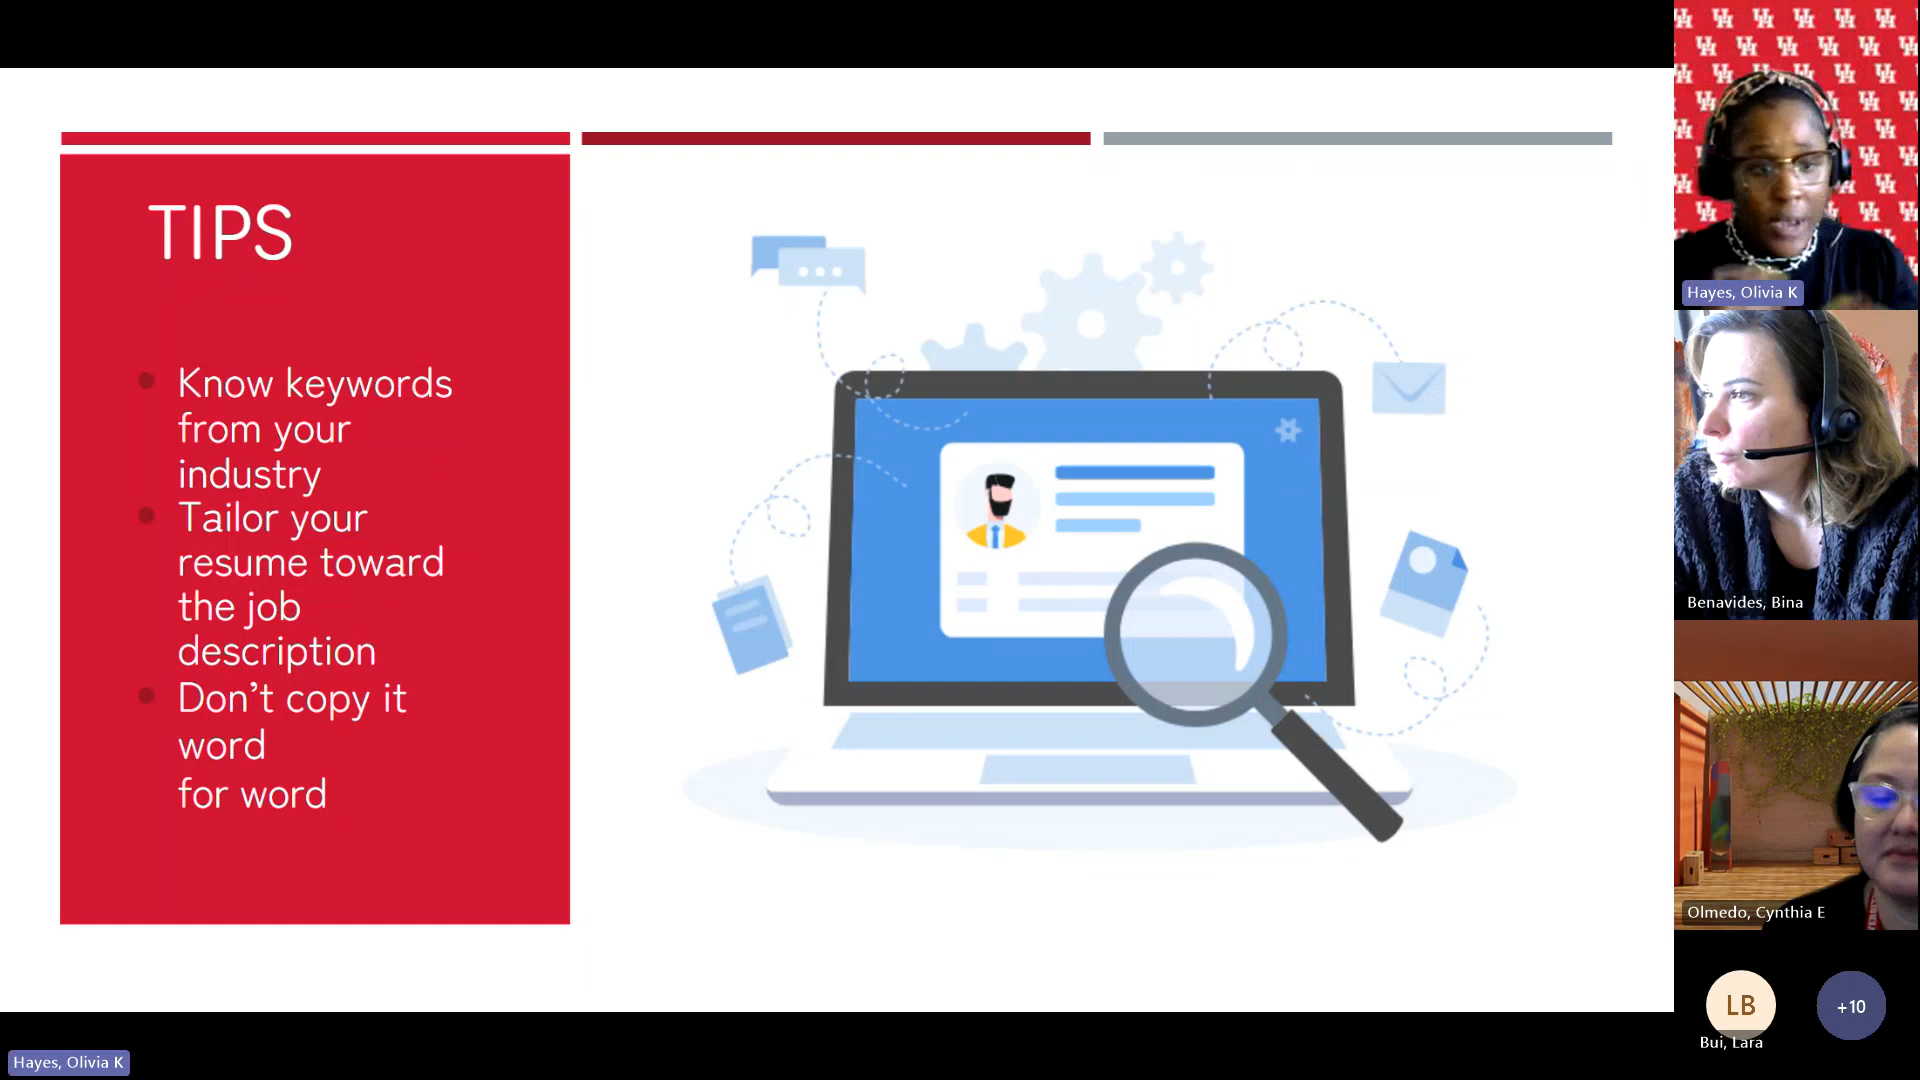 TIPS
Know keywords
from your
industry
Tailor your
resume toward
the job
description
Don’t copy it
word
for word
Hayes, Olivia K
Benavides, Bina
Olmedo, Cynthia E
LB
+10
Bui, Lara
Hayes, Olivia K